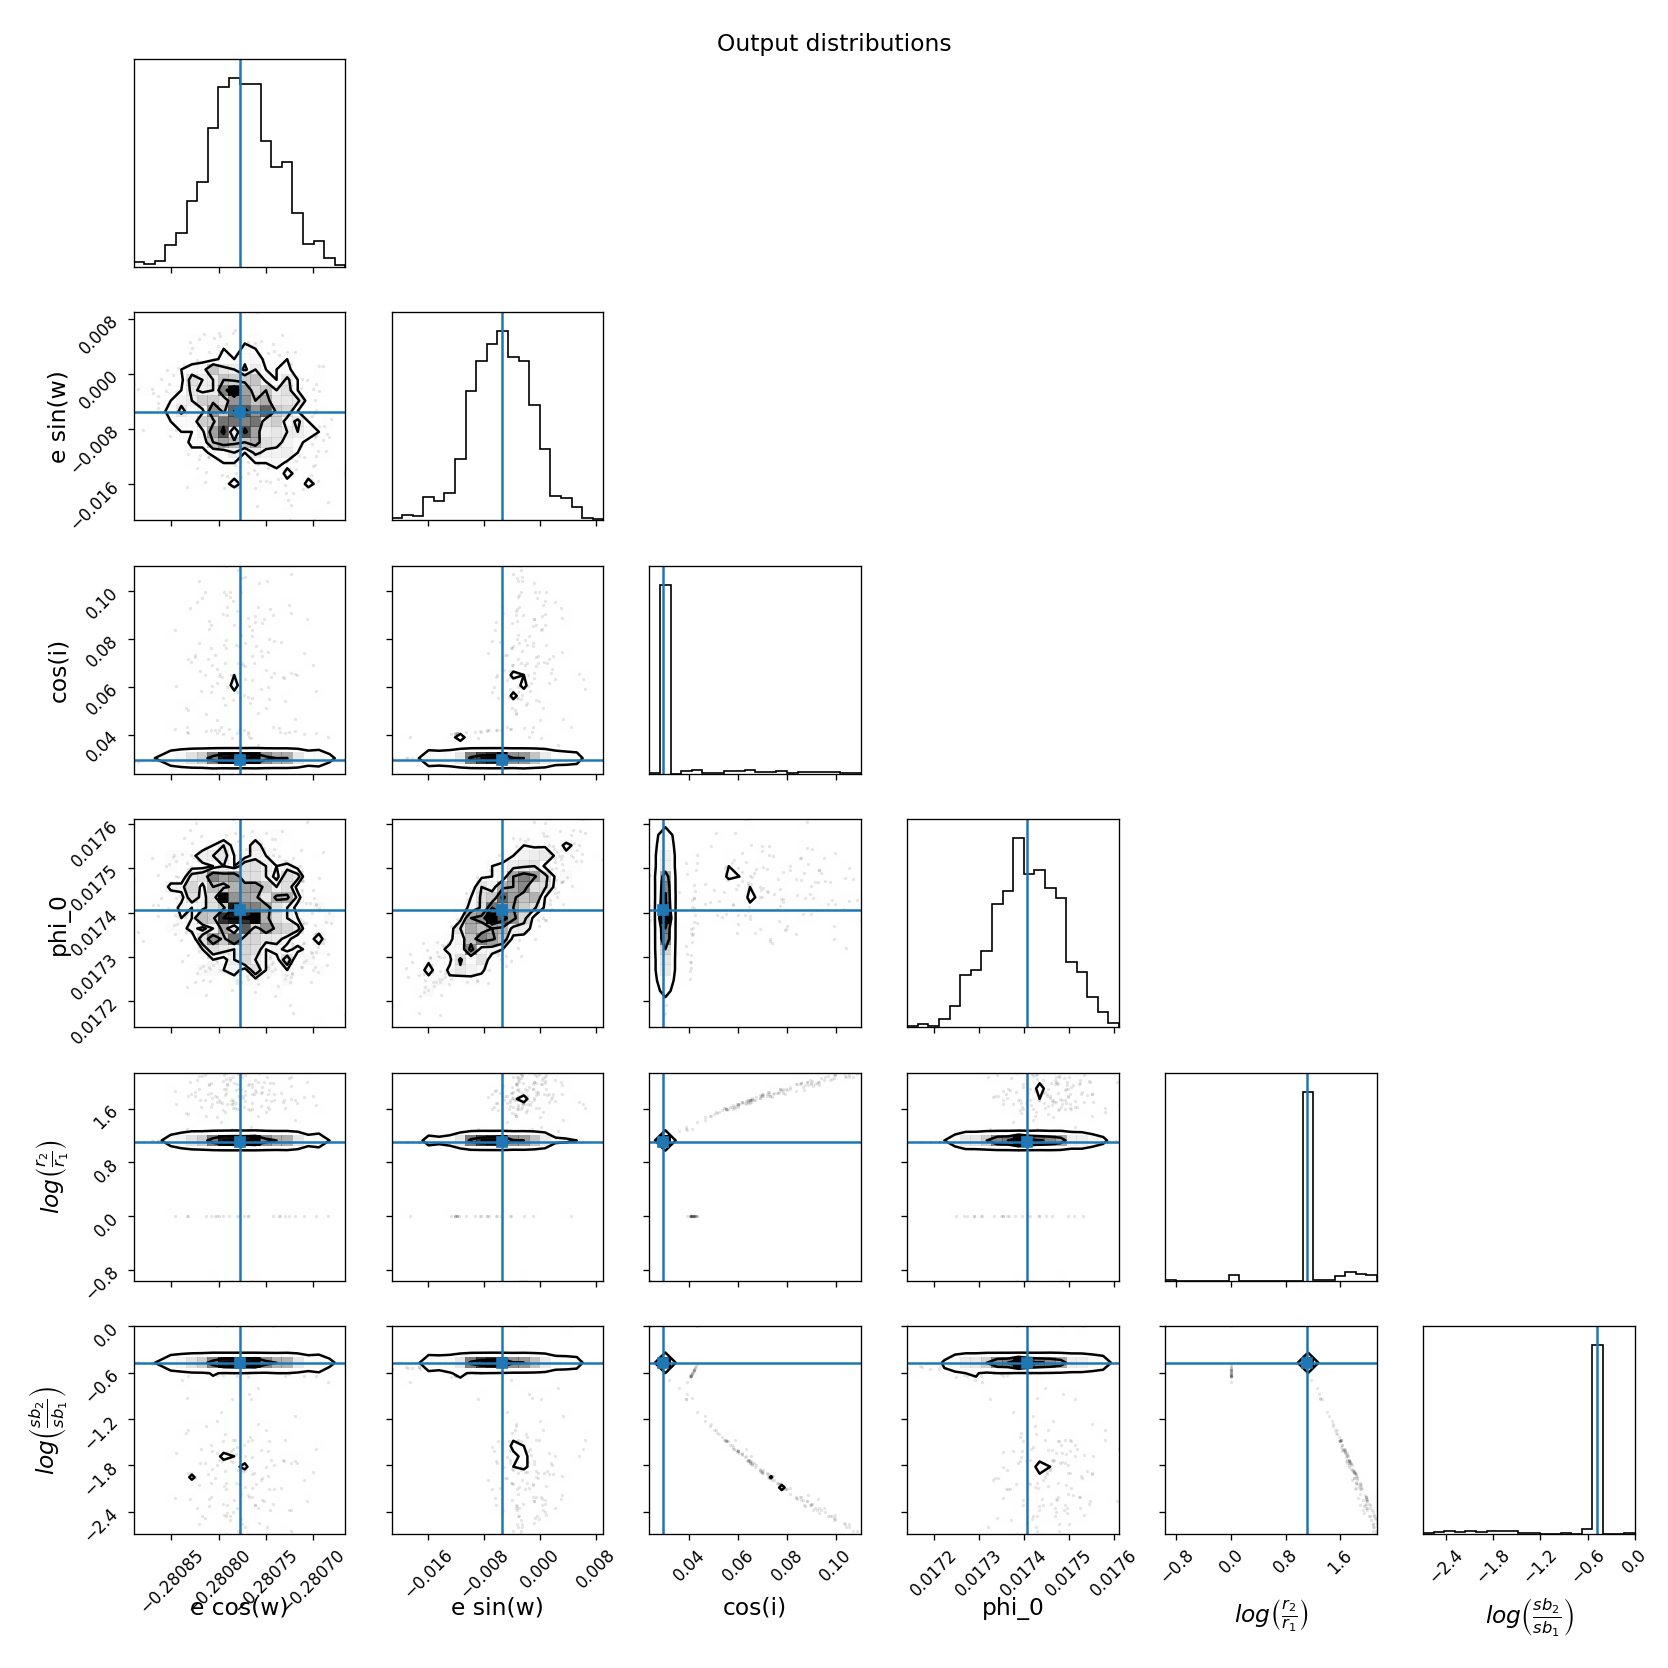 Output distributions
e sin(w)
0.008
0.000
−0.008
−0.016
cos(i)
0.10
0.08
0.06
0.04
phi_0
0.0176
0.0175
0.0174
0.0173
0.0172
log(r₂/r₁)
1.6
0.8
0.0
−0.8
log(sb₂/sb₁)
0.0
−0.6
−1.2
−1.8
−2.4
−0.28085 −0.28080 −0.28075 −0.28070 −0.016 −0.008 0.000 0.008 0.04 0.06 0.08 0.10 0.0172 0.0173 0.0174 0.0175 0.0176 −0.8 0.0 0.8 1.6 −2.4 −1.8 −1.2 −0.6 0.0
e cos(w) e sin(w) cos(i) phi_0 log(r₂/r₁) log(sb₂/sb₁)